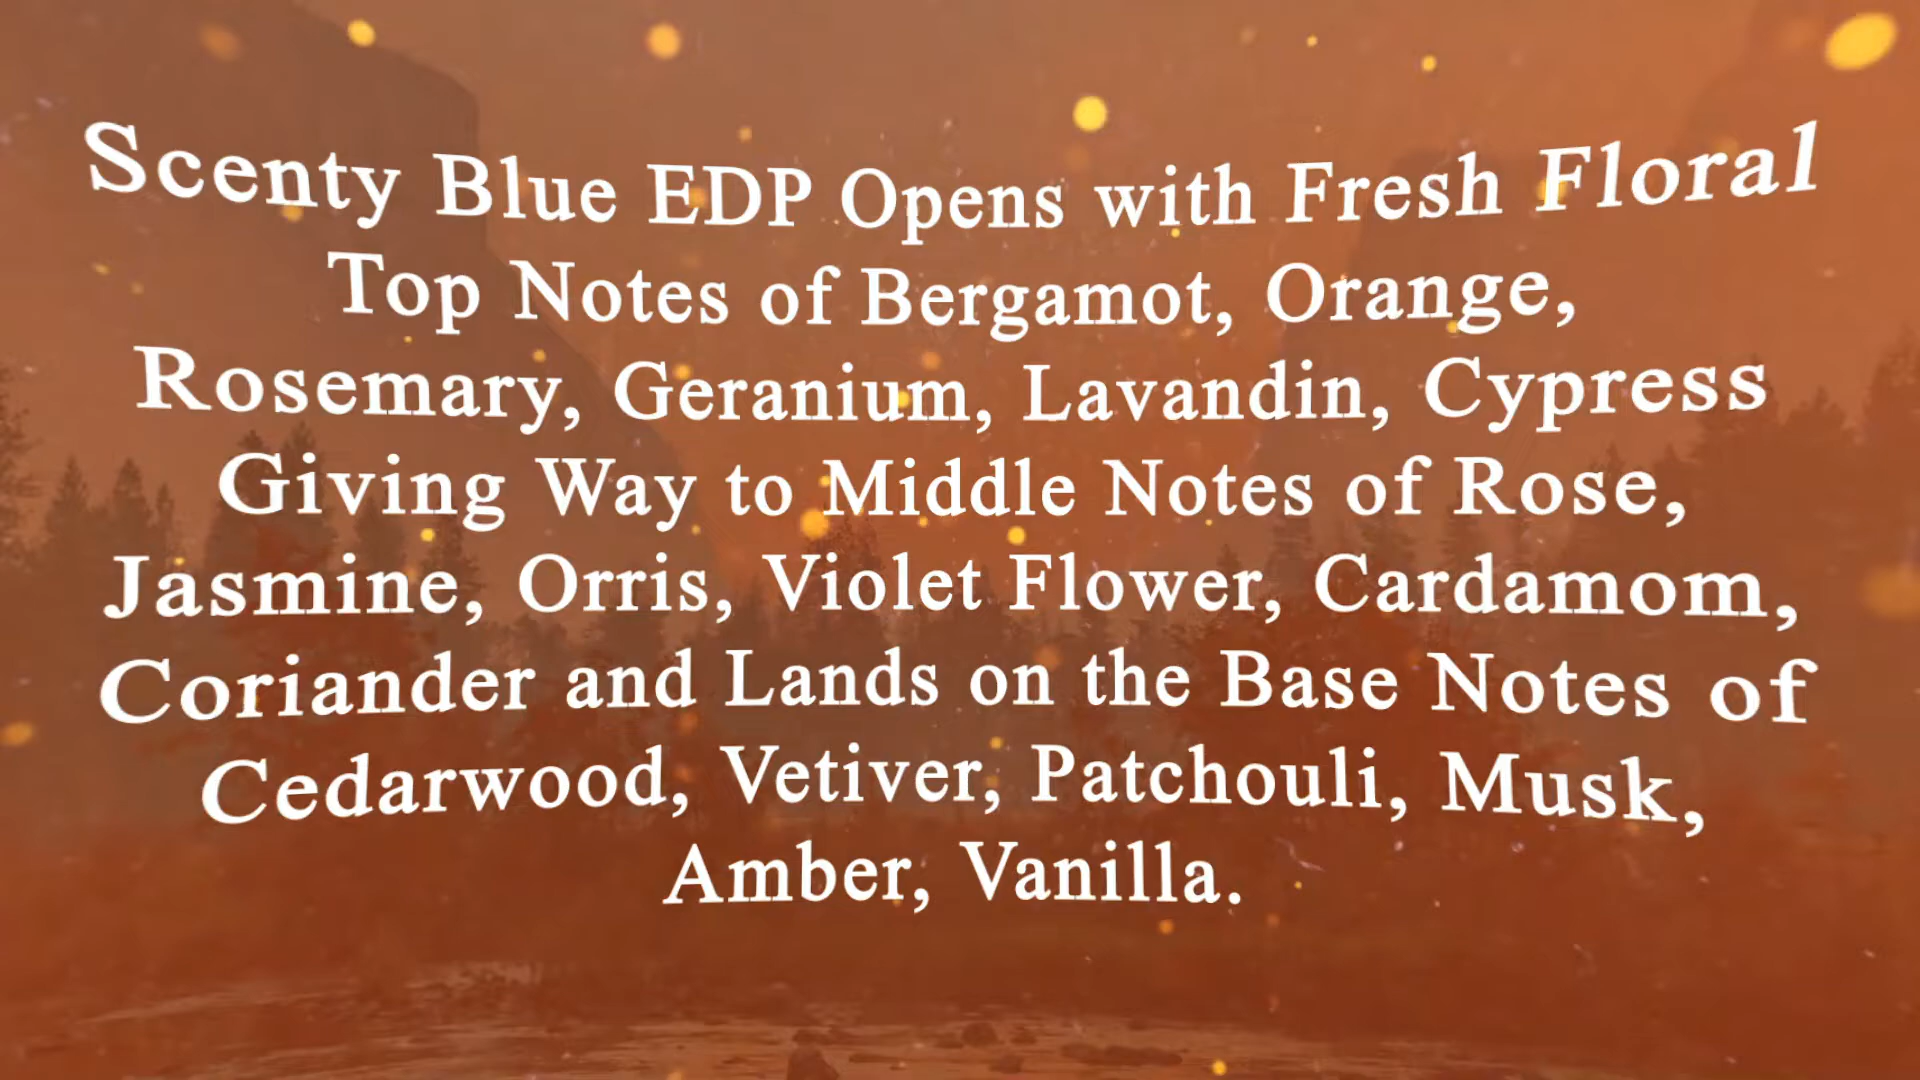 Scenty Blue EDP Opens with Fresh Floral
Top Notes of Bergamot, Orange,
Rosemary, Geranium, Lavandin, Cypress
Giving Way to Middle Notes of Rose,
Jasmine, Orris, Violet Flower, Cardamom,
Coriander and Lands on the Base Notes of
Cedarwood, Vetiver, Patchouli, Musk,
Amber, Vanilla.